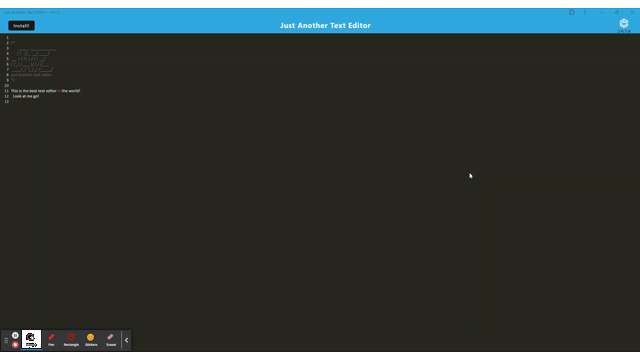 Just Another Text Editor
Install!
JATE
1
2 /*
3
4
5
6
7
8 just another text editor
9 */
10
11 This is the best text editor in the world!!
12 Look at me go!
13
Pen
Rectangle
Stickers
Eraser